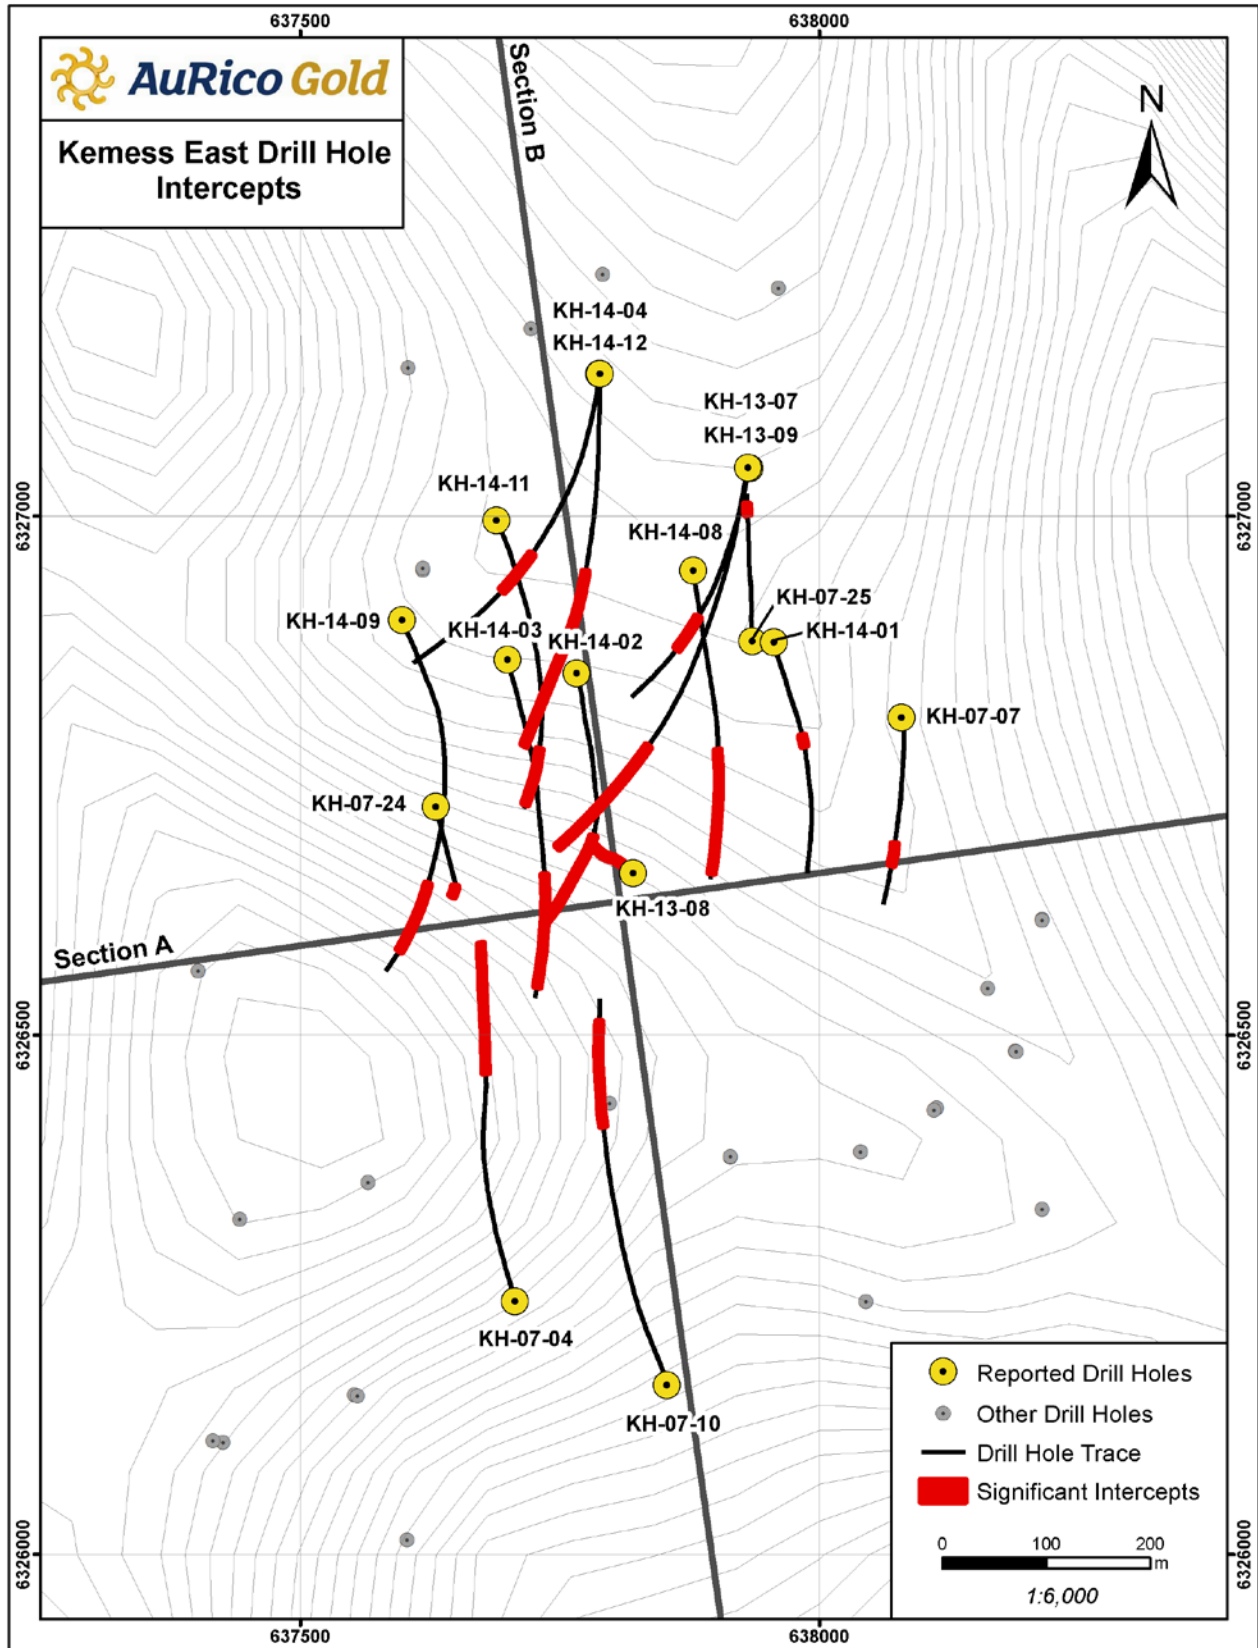 637500
638000
AuRico Gold
Kemess East Drill Hole
Intercepts
Section B
N
KH-14-04
KH-14-12
KH-13-07
KH-13-09
KH-14-11
6327000
6327000
KH-14-08
KH-07-25
KH-14-09
KH-14-03
KH-14-02
KH-14-01
KH-07-07
KH-07-24
KH-13-08
Section A
6326500
6326500
KH-07-04
KH-07-10
Reported Drill Holes
Other Drill Holes
Drill Hole Trace
Significant Intercepts
0 100 200
m
1:6,000
6326000
6326000
637500
638000